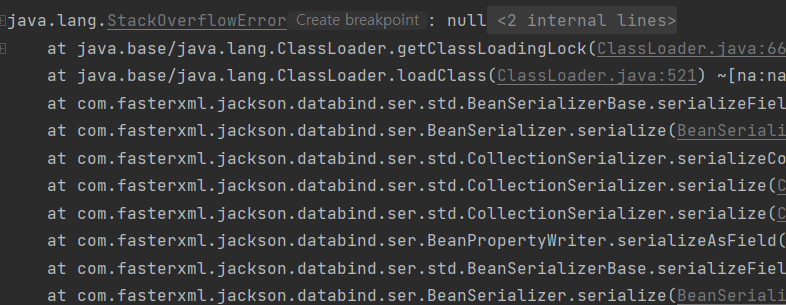 java.lang.StackOverflowError Create breakpoint : null <2 internal lines>
at java.base/java.lang.ClassLoader.getClassLoadingLock(ClassLoader.java:66
at java.base/java.lang.ClassLoader.loadClass(ClassLoader.java:521) ~[na:na
at com.fasterxml.jackson.databind.ser.std.BeanSerializerBase.serializeFiel
at com.fasterxml.jackson.databind.ser.BeanSerializer.serialize(BeanSeriali
at com.fasterxml.jackson.databind.ser.std.CollectionSerializer.serializeCo
at com.fasterxml.jackson.databind.ser.std.CollectionSerializer.serialize(C
at com.fasterxml.jackson.databind.ser.std.CollectionSerializer.serialize(C
at com.fasterxml.jackson.databind.ser.BeanPropertyWriter.serializeAsField(
at com.fasterxml.jackson.databind.ser.std.BeanSerializerBase.serializeFiel
at com.fasterxml.jackson.databind.ser.BeanSerializer.serialize(BeanSeriali